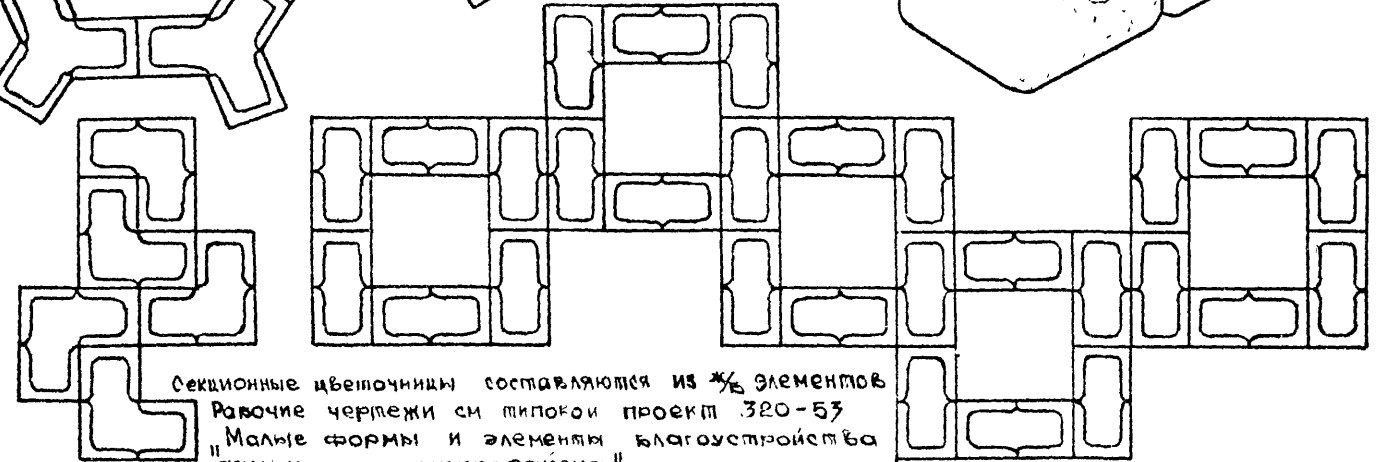 Секционные цветочницы составляются из ж/б элементов
Рабочие чертежи см типовой проект 320-53
"Малые формы и элементы благоустройства